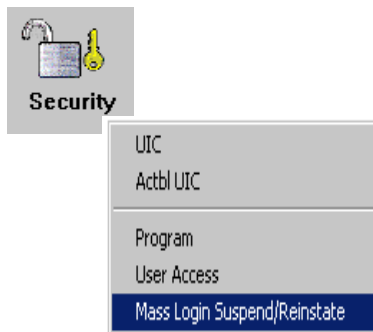 Security
UIC
Actbl UIC
Program
User Access
Mass Login Suspend/Reinstate